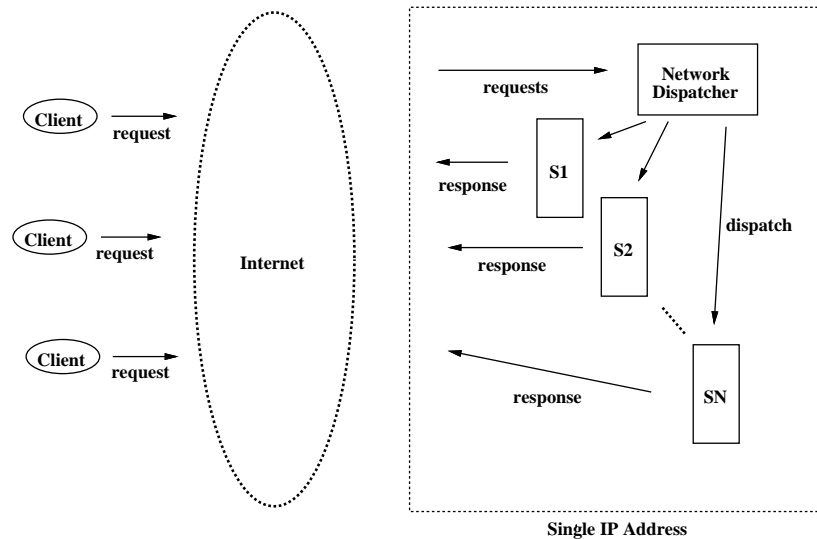 Client
request
Client
request
Client
request
Internet
requests
Network
Dispatcher
S1
response
S2
response
dispatch
SN
response
Single IP Address